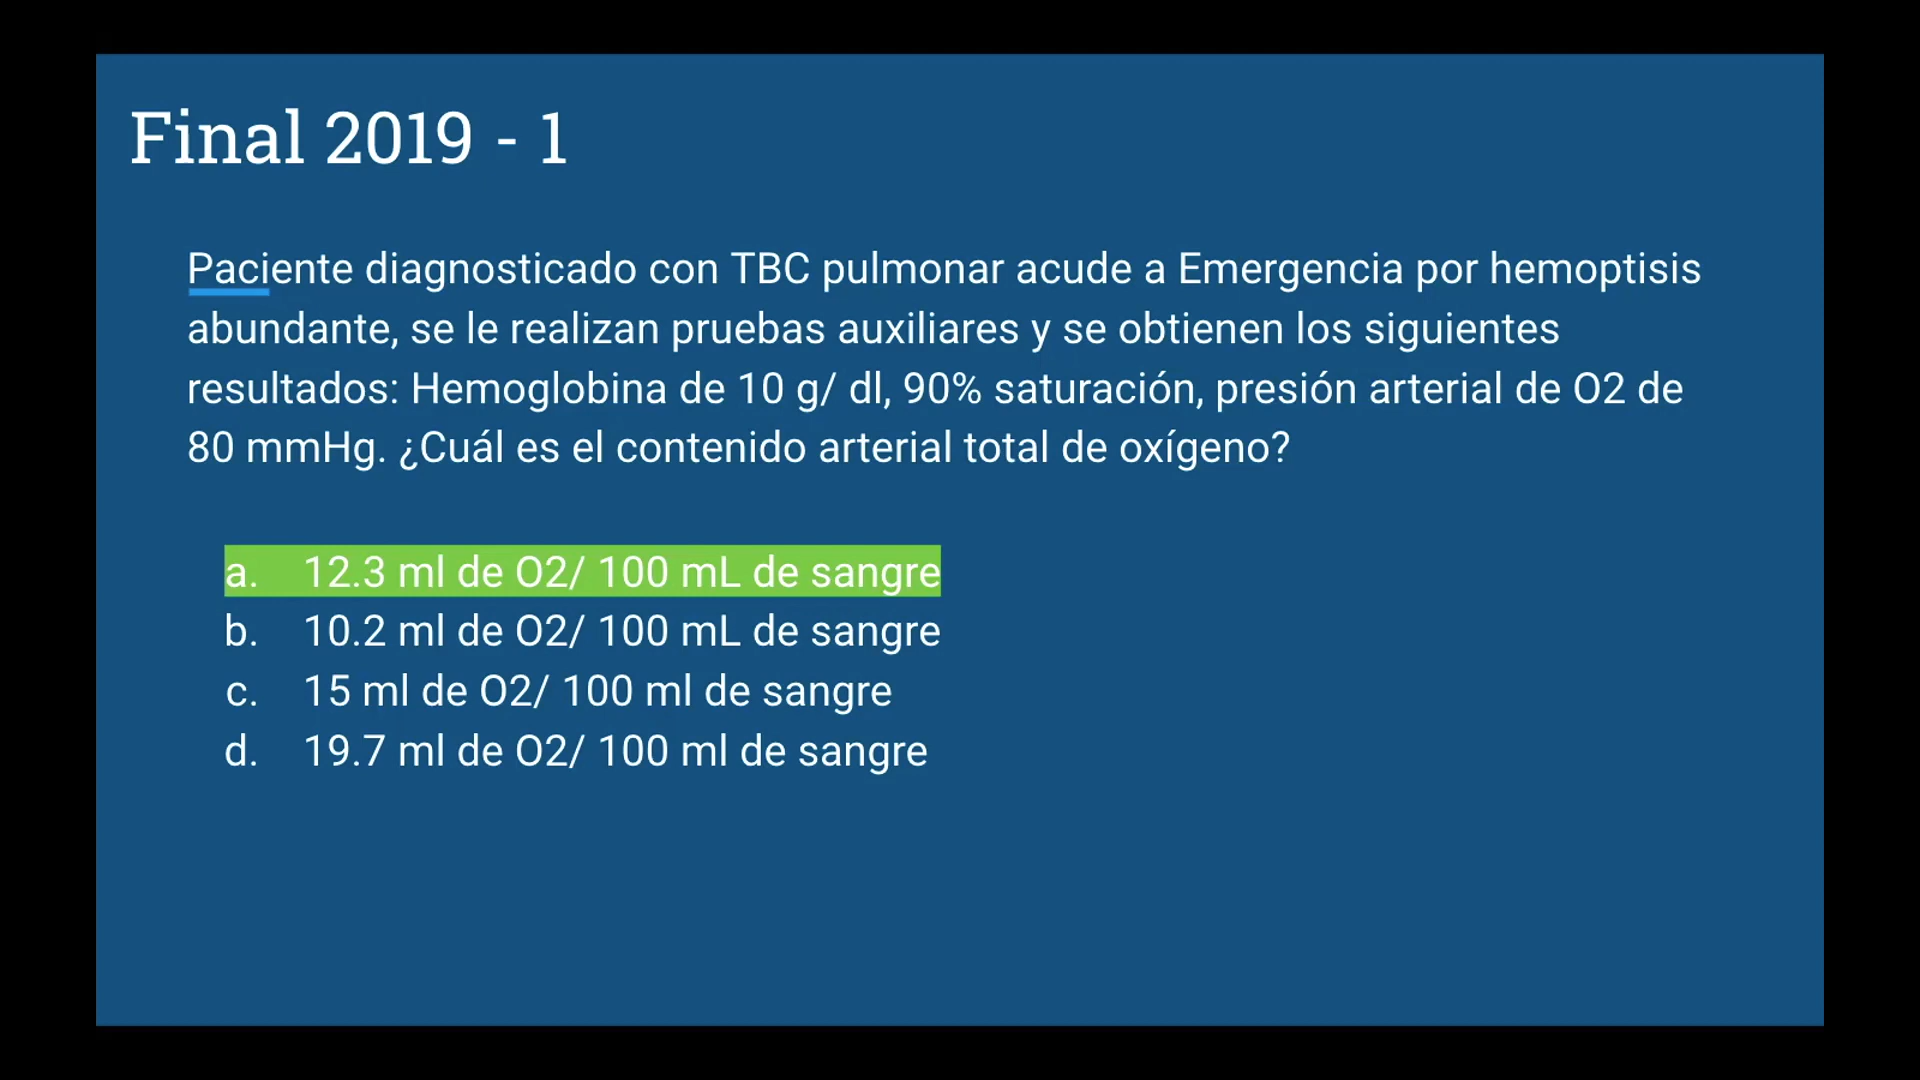 Final 2019 - 1
Paciente diagnosticado con TBC pulmonar acude a Emergencia por hemoptisis
abundante, se le realizan pruebas auxiliares y se obtienen los siguientes
resultados: Hemoglobina de 10 g/ dl, 90% saturación, presión arterial de O2 de
80 mmHg. ¿Cuál es el contenido arterial total de oxígeno?
a. 12.3 ml de O2/ 100 mL de sangre
b. 10.2 ml de O2/ 100 mL de sangre
c. 15 ml de O2/ 100 ml de sangre
d. 19.7 ml de O2/ 100 ml de sangre